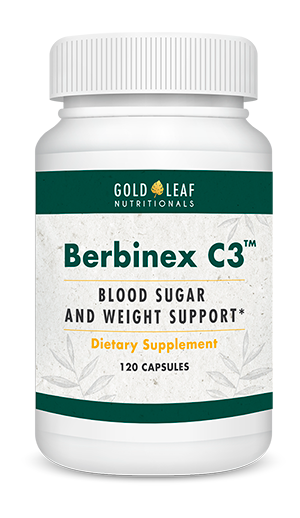 GOLD LEAF
NUTRITIONALS
Berbinex C3™
BLOOD SUGAR
AND WEIGHT SUPPORT*
Dietary Supplement
120 CAPSULES